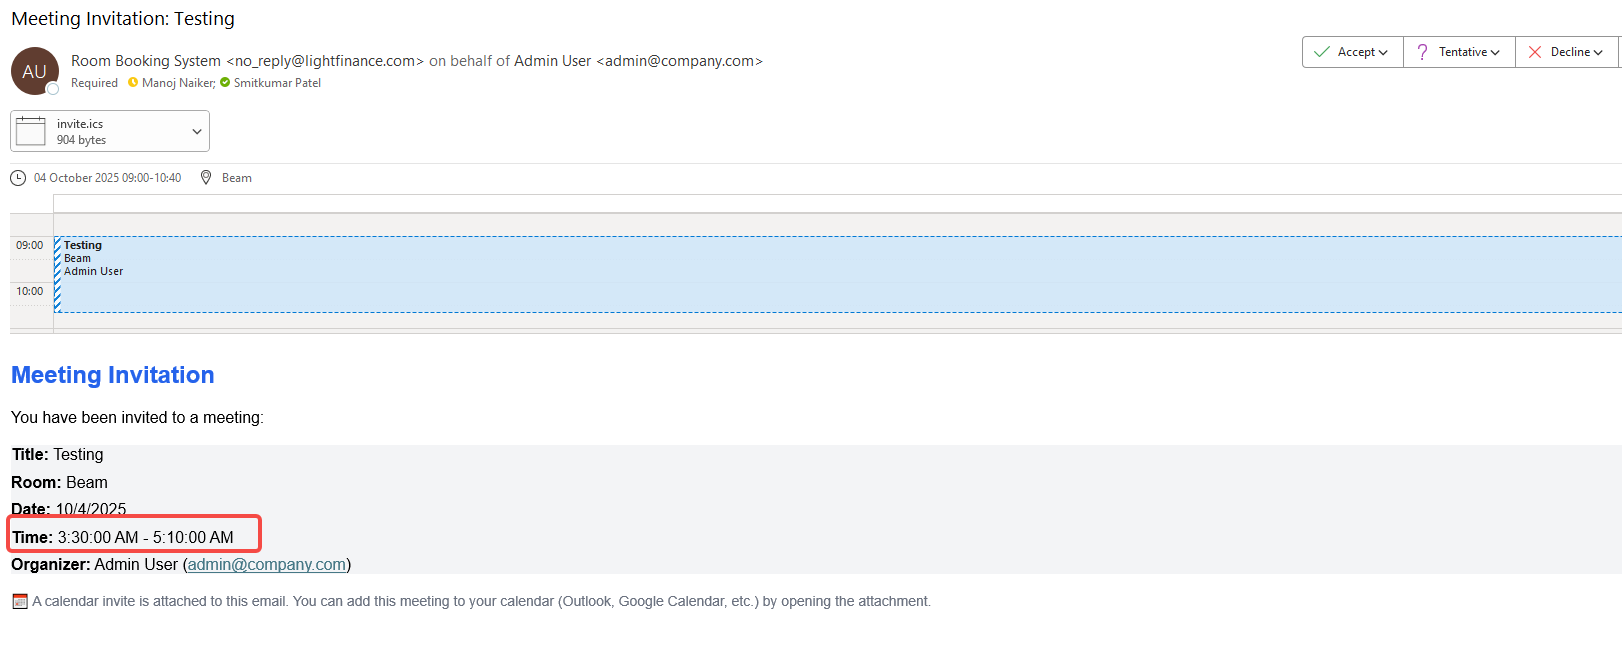 Meeting Invitation: Testing
Accept
Tentative
Decline
AU
Room Booking System <no_reply@lightfinance.com> on behalf of Admin User <admin@company.com>
Required Manoj Naiker; Smitkumar Patel
invite.ics
904 bytes
04 October 2025 09:00-10:40 Beam
09:00
Testing
Beam
Admin User
10:00
Meeting Invitation
You have been invited to a meeting:
Title: Testing
Room: Beam
Date: 10/4/2025
Time: 3:30:00 AM - 5:10:00 AM
Organizer: Admin User (admin@company.com)
A calendar invite is attached to this email. You can add this meeting to your calendar (Outlook, Google Calendar, etc.) by opening the attachment.